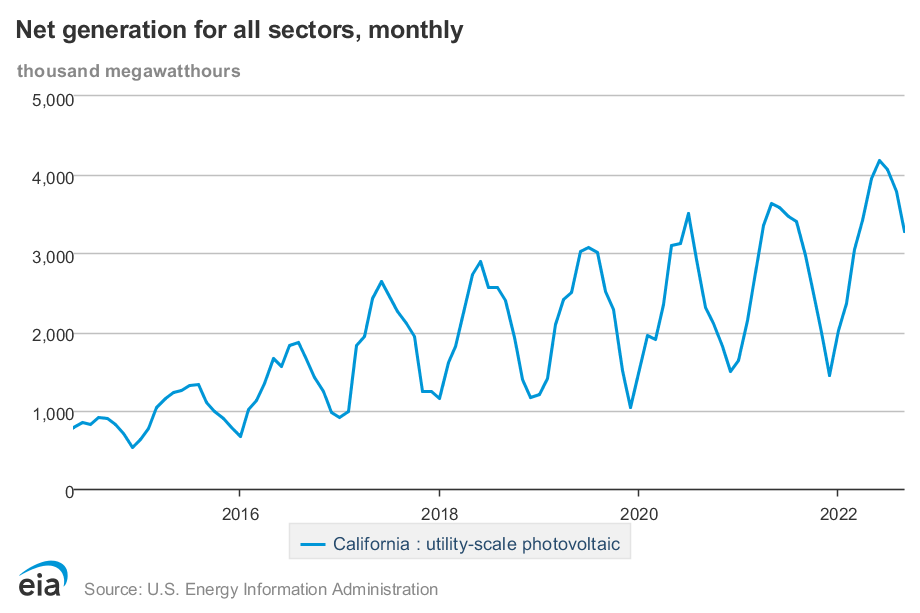 Net generation for all sectors, monthly
thousand megawatthours
5,000
4,000
3,000
2,000
1,000
0
2016 2018 2020 2022
California : utility-scale photovoltaic
eia Source: U.S. Energy Information Administration